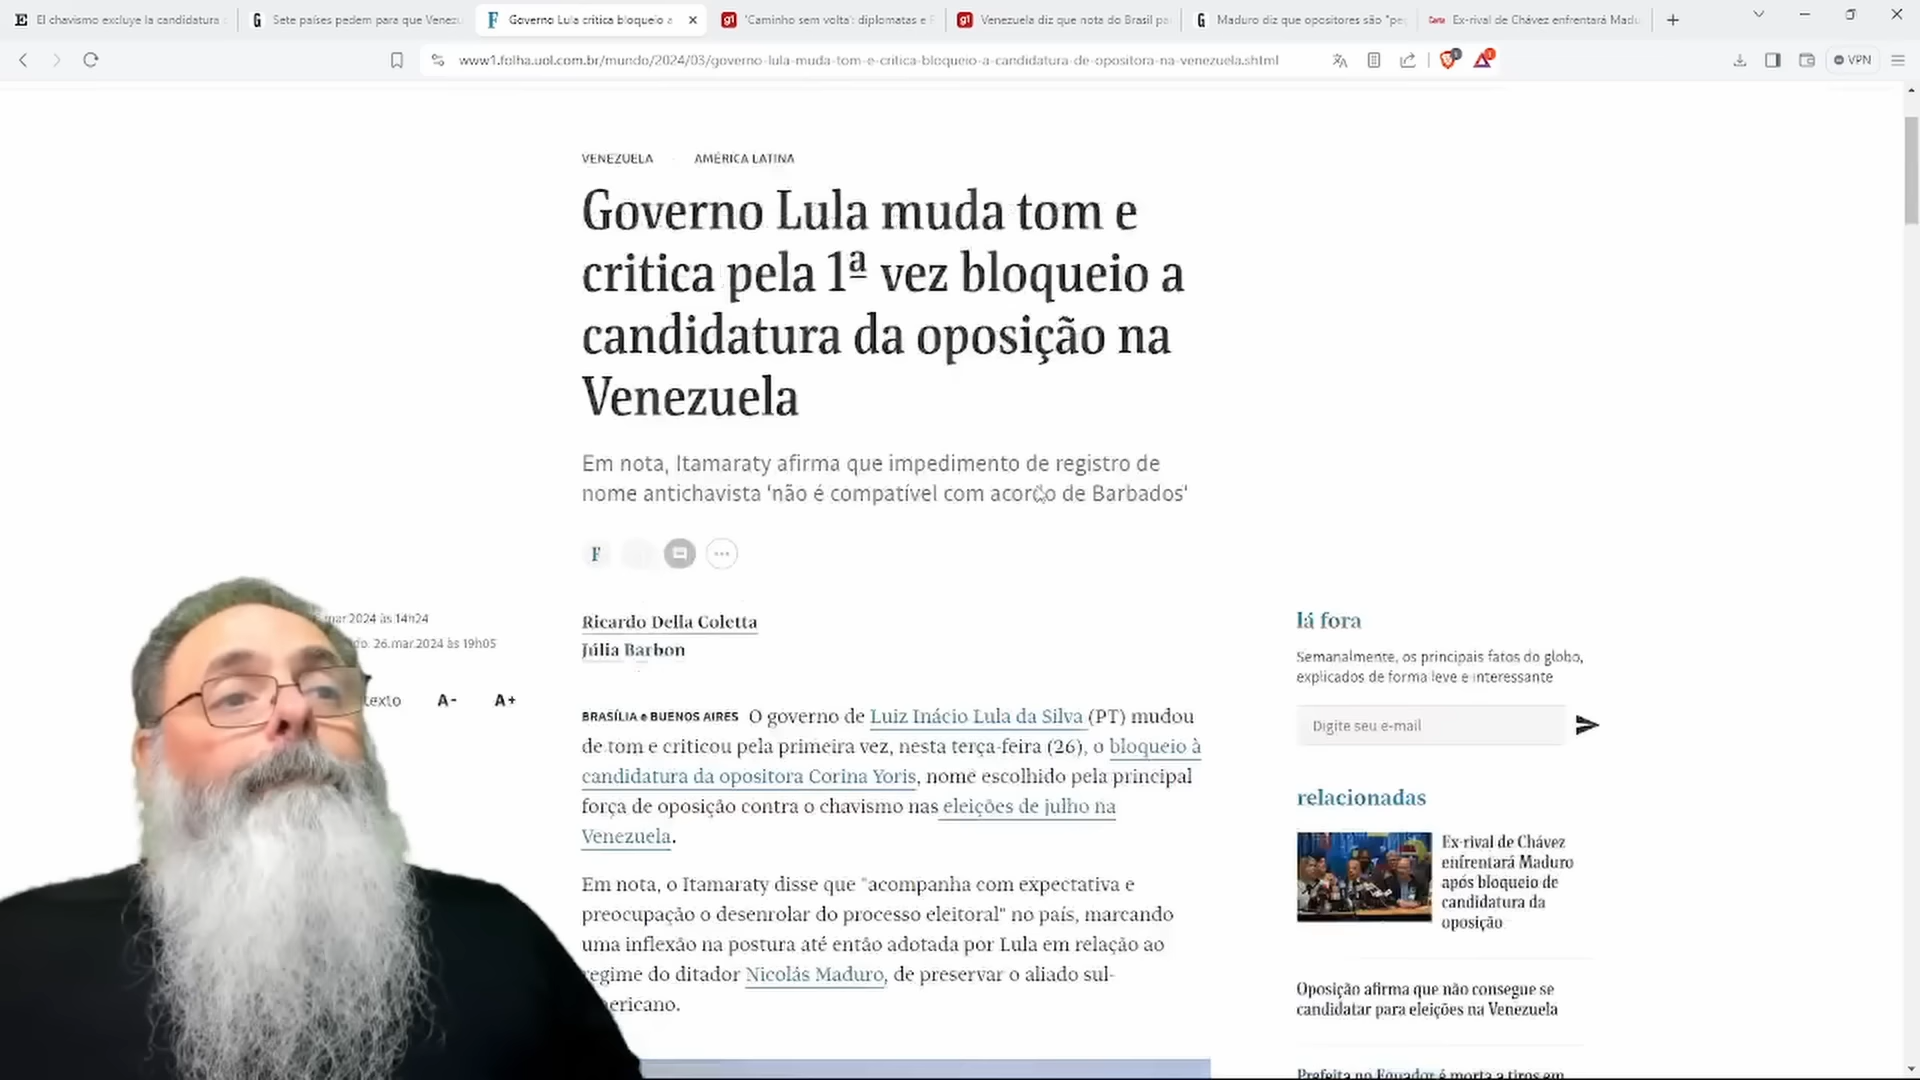 El chavismo excluye la candidatura
Sete países pedem para que Venezu
Governo Lula critica bloqueio a
'Caminho sem volta': diplomatas e
Venezuela diz que nota do Brasil pa
Maduro diz que opositores são "pe
Ex-rival de Chávez enfrentará Madu
www1.folha.uol.com.br/mundo/2024/03/governo-lula-muda-tom-e-critica-bloqueio-a-candidatura-de-opositora-na-venezuela.shtml
VPN
VENEZUELA
AMÉRICA LATINA
Governo Lula muda tom e
critica pela 1ª vez bloqueio a
candidatura da oposição na
Venezuela
Em nota, Itamaraty afirma que impedimento de registro de
nome antichavista 'não é compatível com acordo de Barbados'
F
mar.2024 às 14h24
do: 26.mar.2024 às 19h05
texto A- A+
Ricardo Della Coletta
Júlia Barbon
BRASÍLIA e BUENOS AIRES O governo de Luiz Inácio Lula da Silva (PT) mudou
de tom e criticou pela primeira vez, nesta terça-feira (26), o bloqueio à
candidatura da opositora Corina Yoris, nome escolhido pela principal
força de oposição contra o chavismo nas eleições de julho na
Venezuela.
Em nota, o Itamaraty disse que "acompanha com expectativa e
preocupação o desenrolar do processo eleitoral" no país, marcando
uma inflexão na postura até então adotada por Lula em relação ao
regime do ditador Nicolás Maduro, de preservar o aliado sul-
americano.
lá fora
Semanalmente, os principais fatos do globo,
explicados de forma leve e interessante
Digite seu e-mail
relacionadas
Ex-rival de Chávez
enfrentará Maduro
após bloqueio de
candidatura da
oposição
Oposição afirma que não consegue se
candidatar para eleições na Venezuela
Prefeita no Equador é morta a tiros em